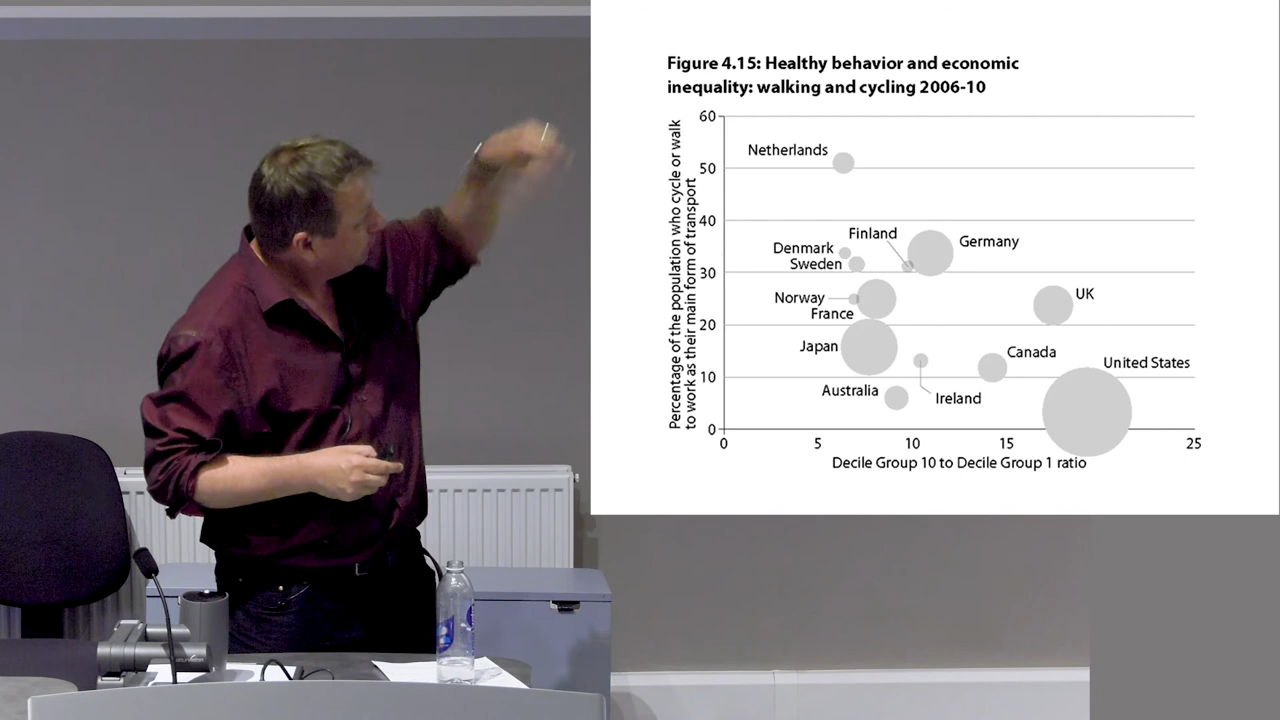 Figure 4.15: Healthy behavior and economic
inequality: walking and cycling 2006-10
Percentage of the population who cycle or walk
to work as their main form of transport
60
50
40
30
20
10
0
Netherlands
Finland
Germany
Denmark
Sweden
Norway
France
UK
Japan
Canada
United States
Australia
Ireland
0
5
10
15
25
Decile Group 10 to Decile Group 1 ratio